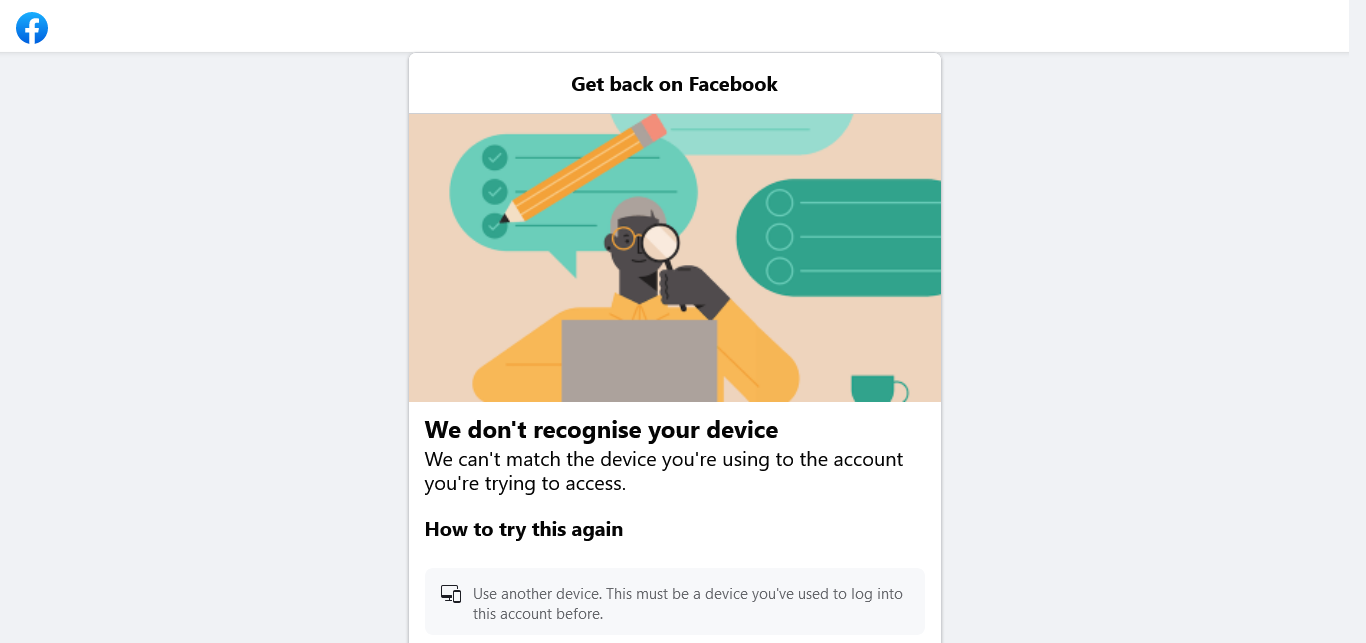 Get back on Facebook
We don't recognise your device
We can't match the device you're using to the account
you're trying to access.
How to try this again
Use another device. This must be a device you've used to log into
this account before.